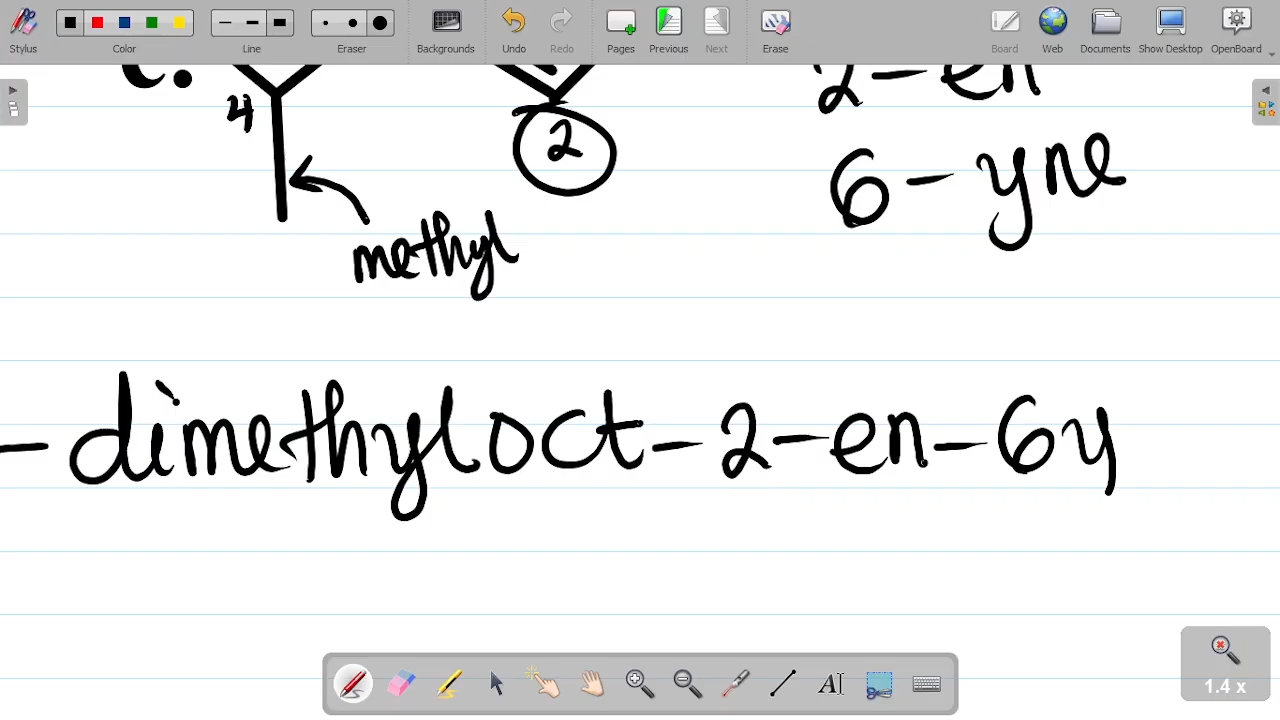 Stylus Color Line Eraser Backgrounds Undo Redo Pages Previous Next Erase Board Web Documents Show Desktop OpenBoard
c. 2-en
4 2 6-yne
methyl
-dimethyloct-2-en-6y
1.4 x